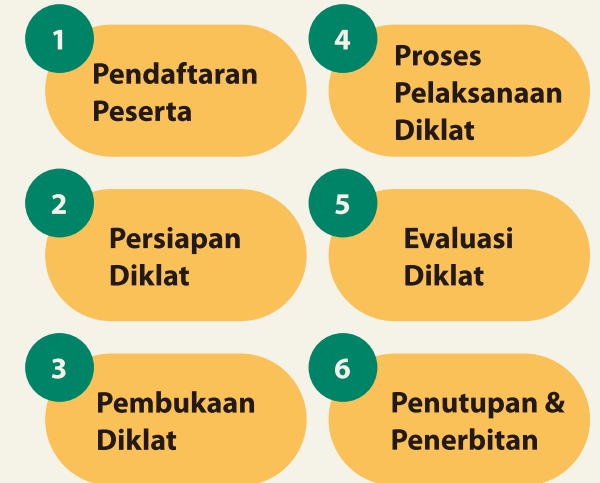 1
Pendaftaran
Peserta
2
Persiapan
Diklat
3
Pembukaan
Diklat
4
Proses
Pelaksanaan
Diklat
5
Evaluasi
Diklat
6
Penutupan &
Penerbitan